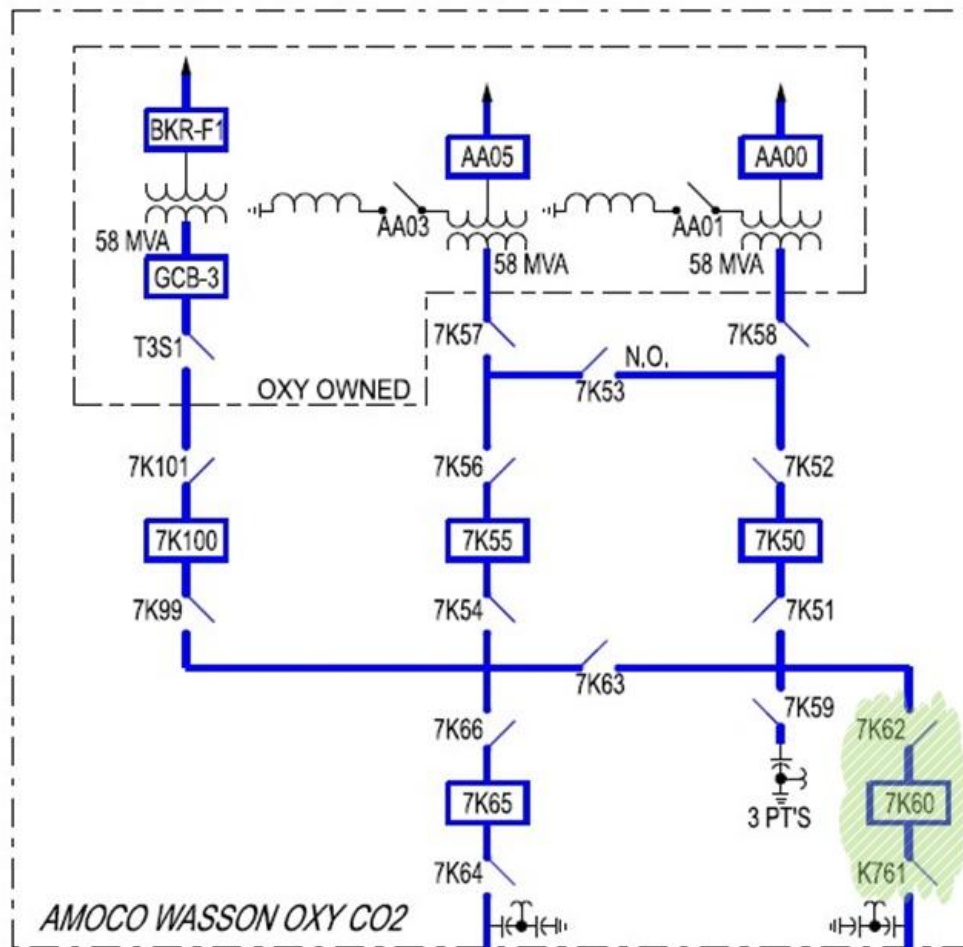 BKR-F1
AA05
AA00
AA03
AA01
58 MVA
58 MVA
58 MVA
GCB-3
T3S1
7K57
7K58
N.O.
7K53
OXY OWNED
7K101
7K56
7K52
7K100
7K55
7K50
7K99
7K54
7K51
7K63
7K66
7K59
7K62
7K65
3 PT'S
7K60
7K64
K761
AMOCO WASSON OXY CO2